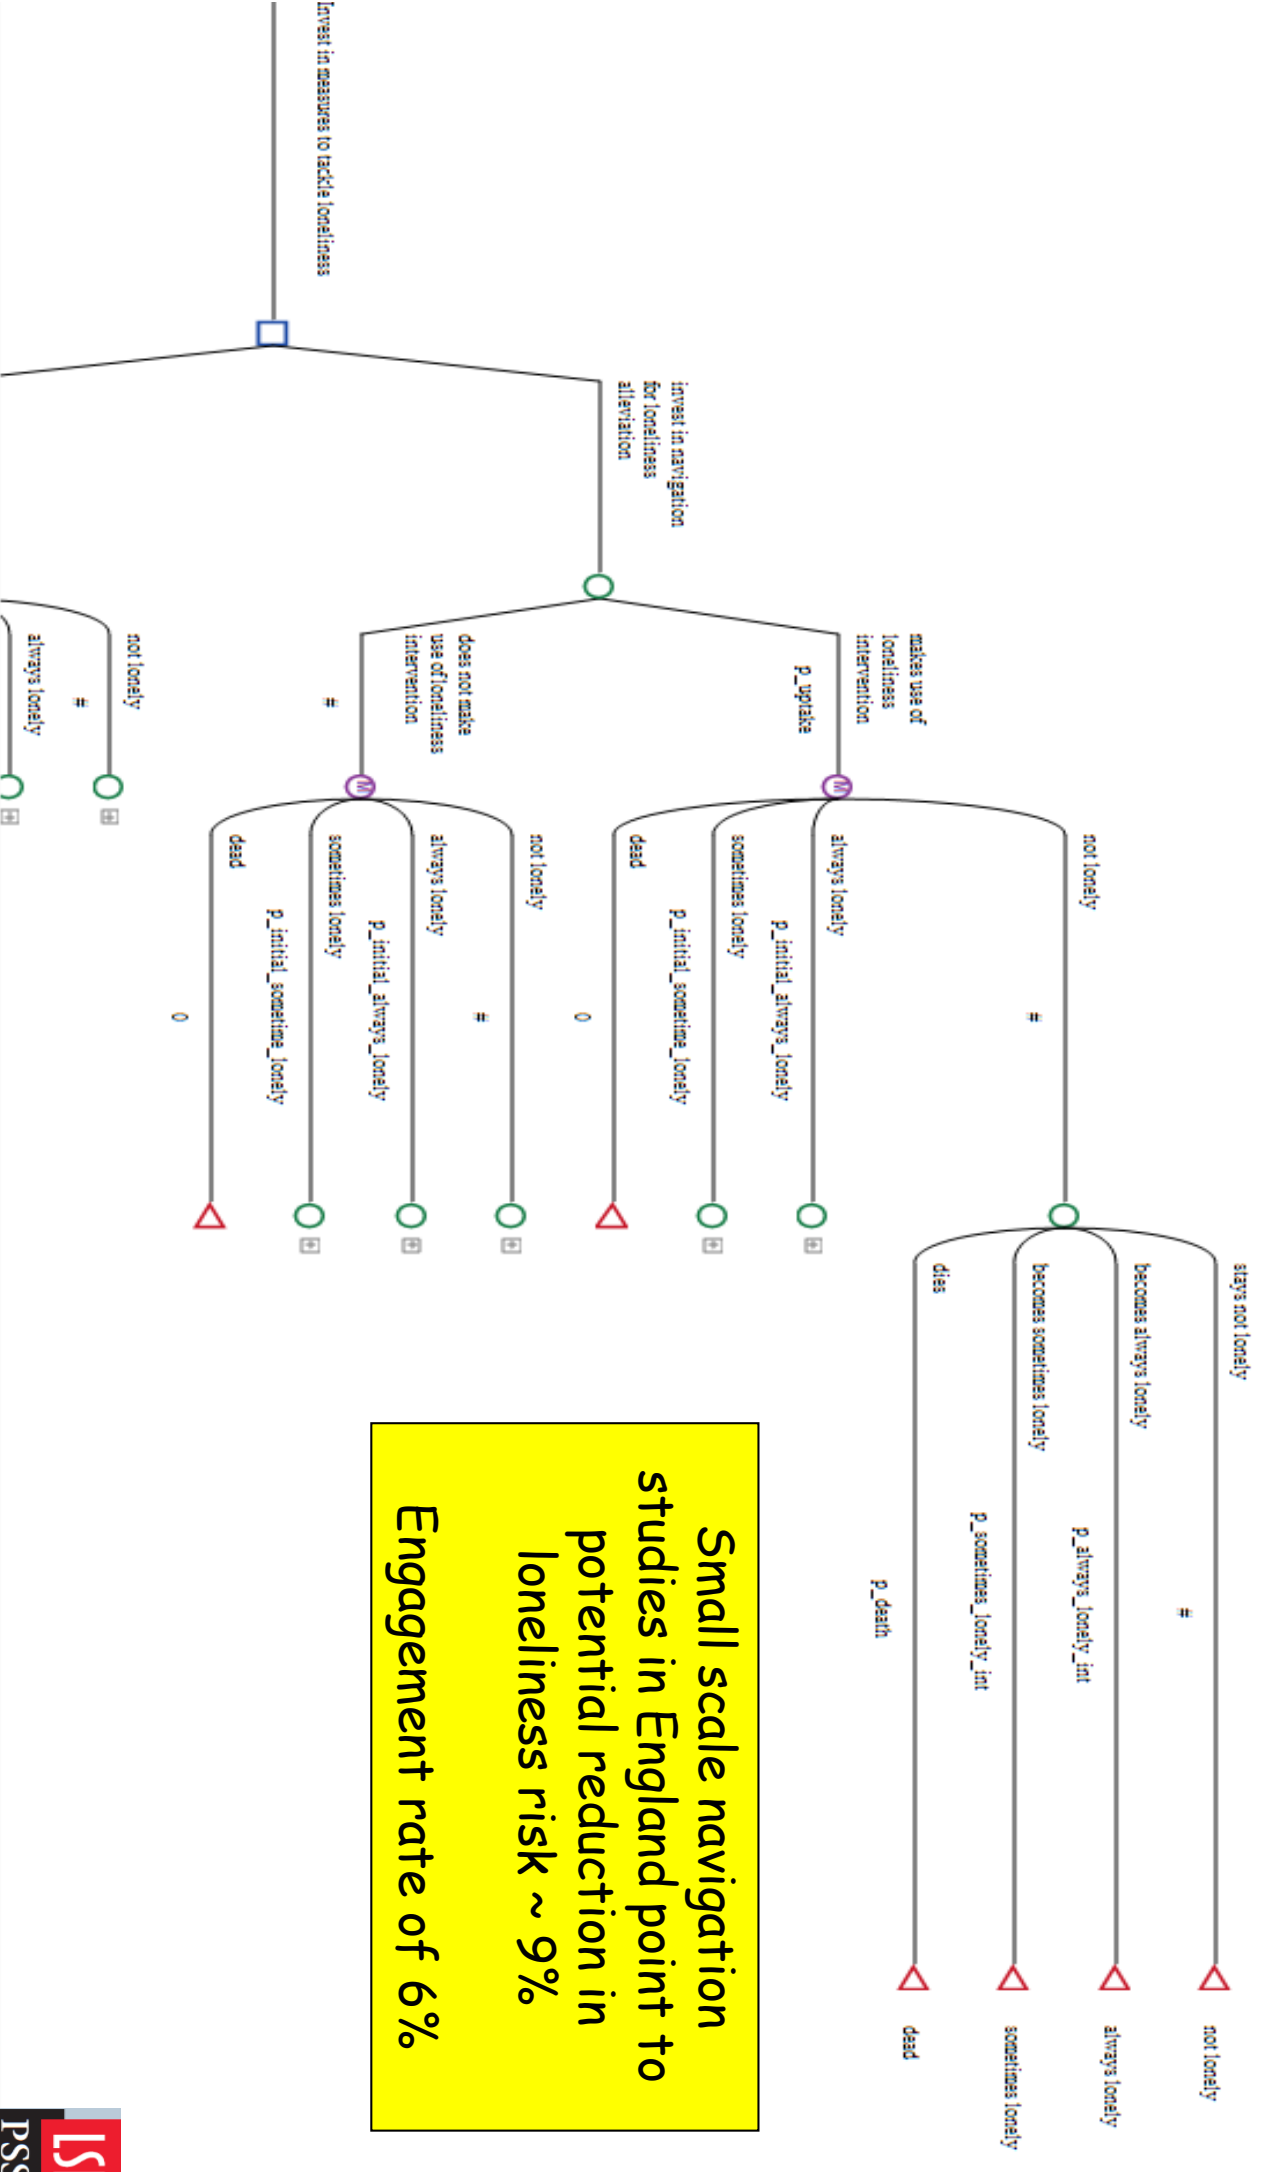 Invest in measures to tackle loneliness
invest in navigation
for loneliness
alleviation
makes use of
loneliness
intervention
p_uptake
not lonely
#
stays not lonely
#
not lonely
becomes always lonely
p_always_lonely_int
always lonely
becomes sometimes lonely
p_sometimes_lonely_int
sometimes lonely
dies
p_death
dead
always lonely
p_initial_always_lonely
sometimes lonely
p_initial_sometime_lonely
dead
0
does not make
use of loneliness
intervention
#
not lonely
#
always lonely
p_initial_always_lonely
sometimes lonely
p_initial_sometime_lonely
dead
0
not lonely
#
always lonely
Small scale navigation
studies in England point to
potential reduction in
loneliness risk ~ 9%
Engagement rate of 6%
M
M
LS
PSS